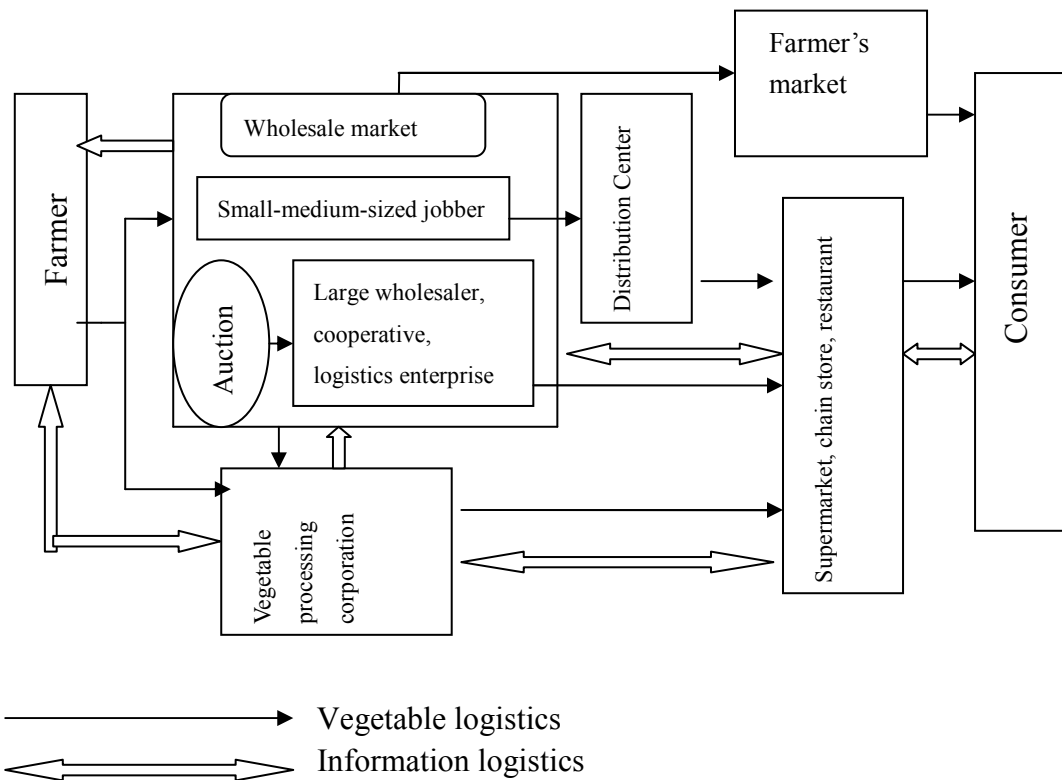 Farmer’s
market
Wholesale market
Farmer
Small-medium-sized jobber
Distribution Center
Auction
Large wholesaler,
cooperative,
logistics enterprise
Supermarket, chain store, restaurant
Consumer
Vegetable
processing
corporation
Vegetable logistics
Information logistics